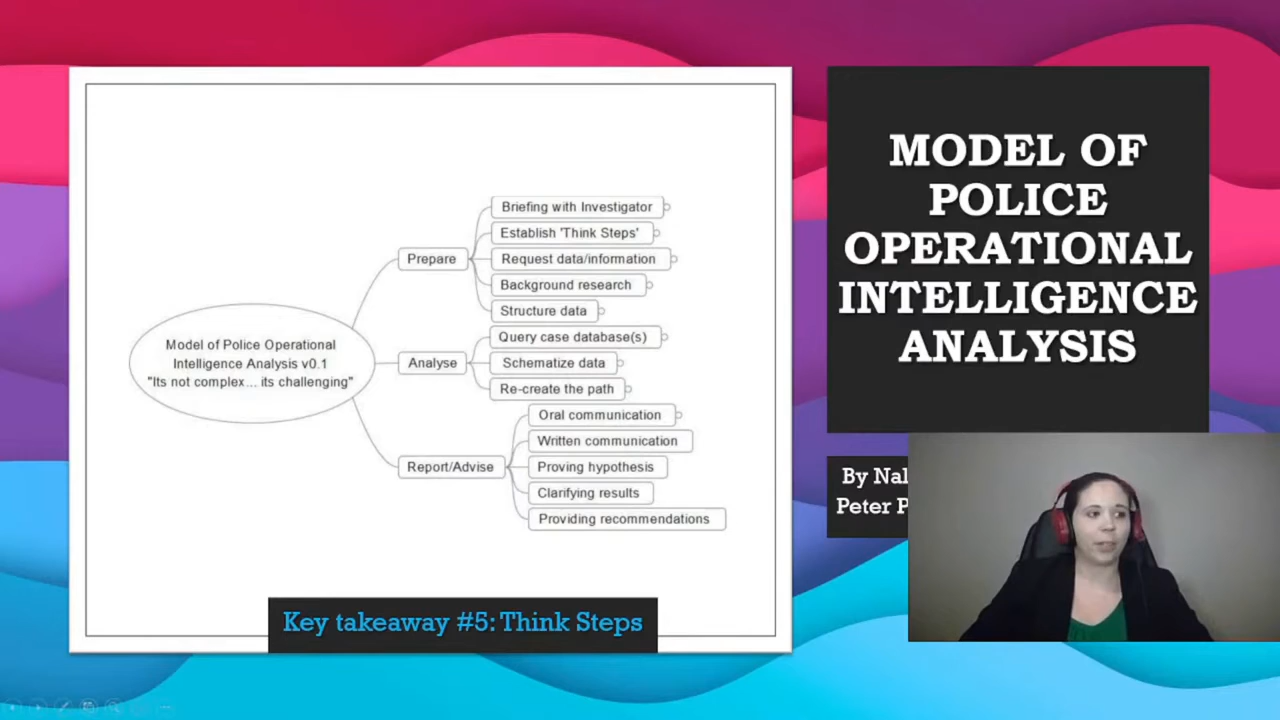 MODEL OF
POLICE
OPERATIONAL
INTELLIGENCE
ANALYSIS
By
Peter
Model of Police Operational
Intelligence Analysis v0.1
"Its not complex... its challenging"
Prepare
Briefing with Investigator
Establish 'Think Steps'
Request data/information
Background research
Structure data
Analyse
Query case database(s)
Schematize data
Re-create the path
Report/Advise
Oral communication
Written communication
Proving hypothesis
Clarifying results
Providing recommendations
Key takeaway #5: Think Steps